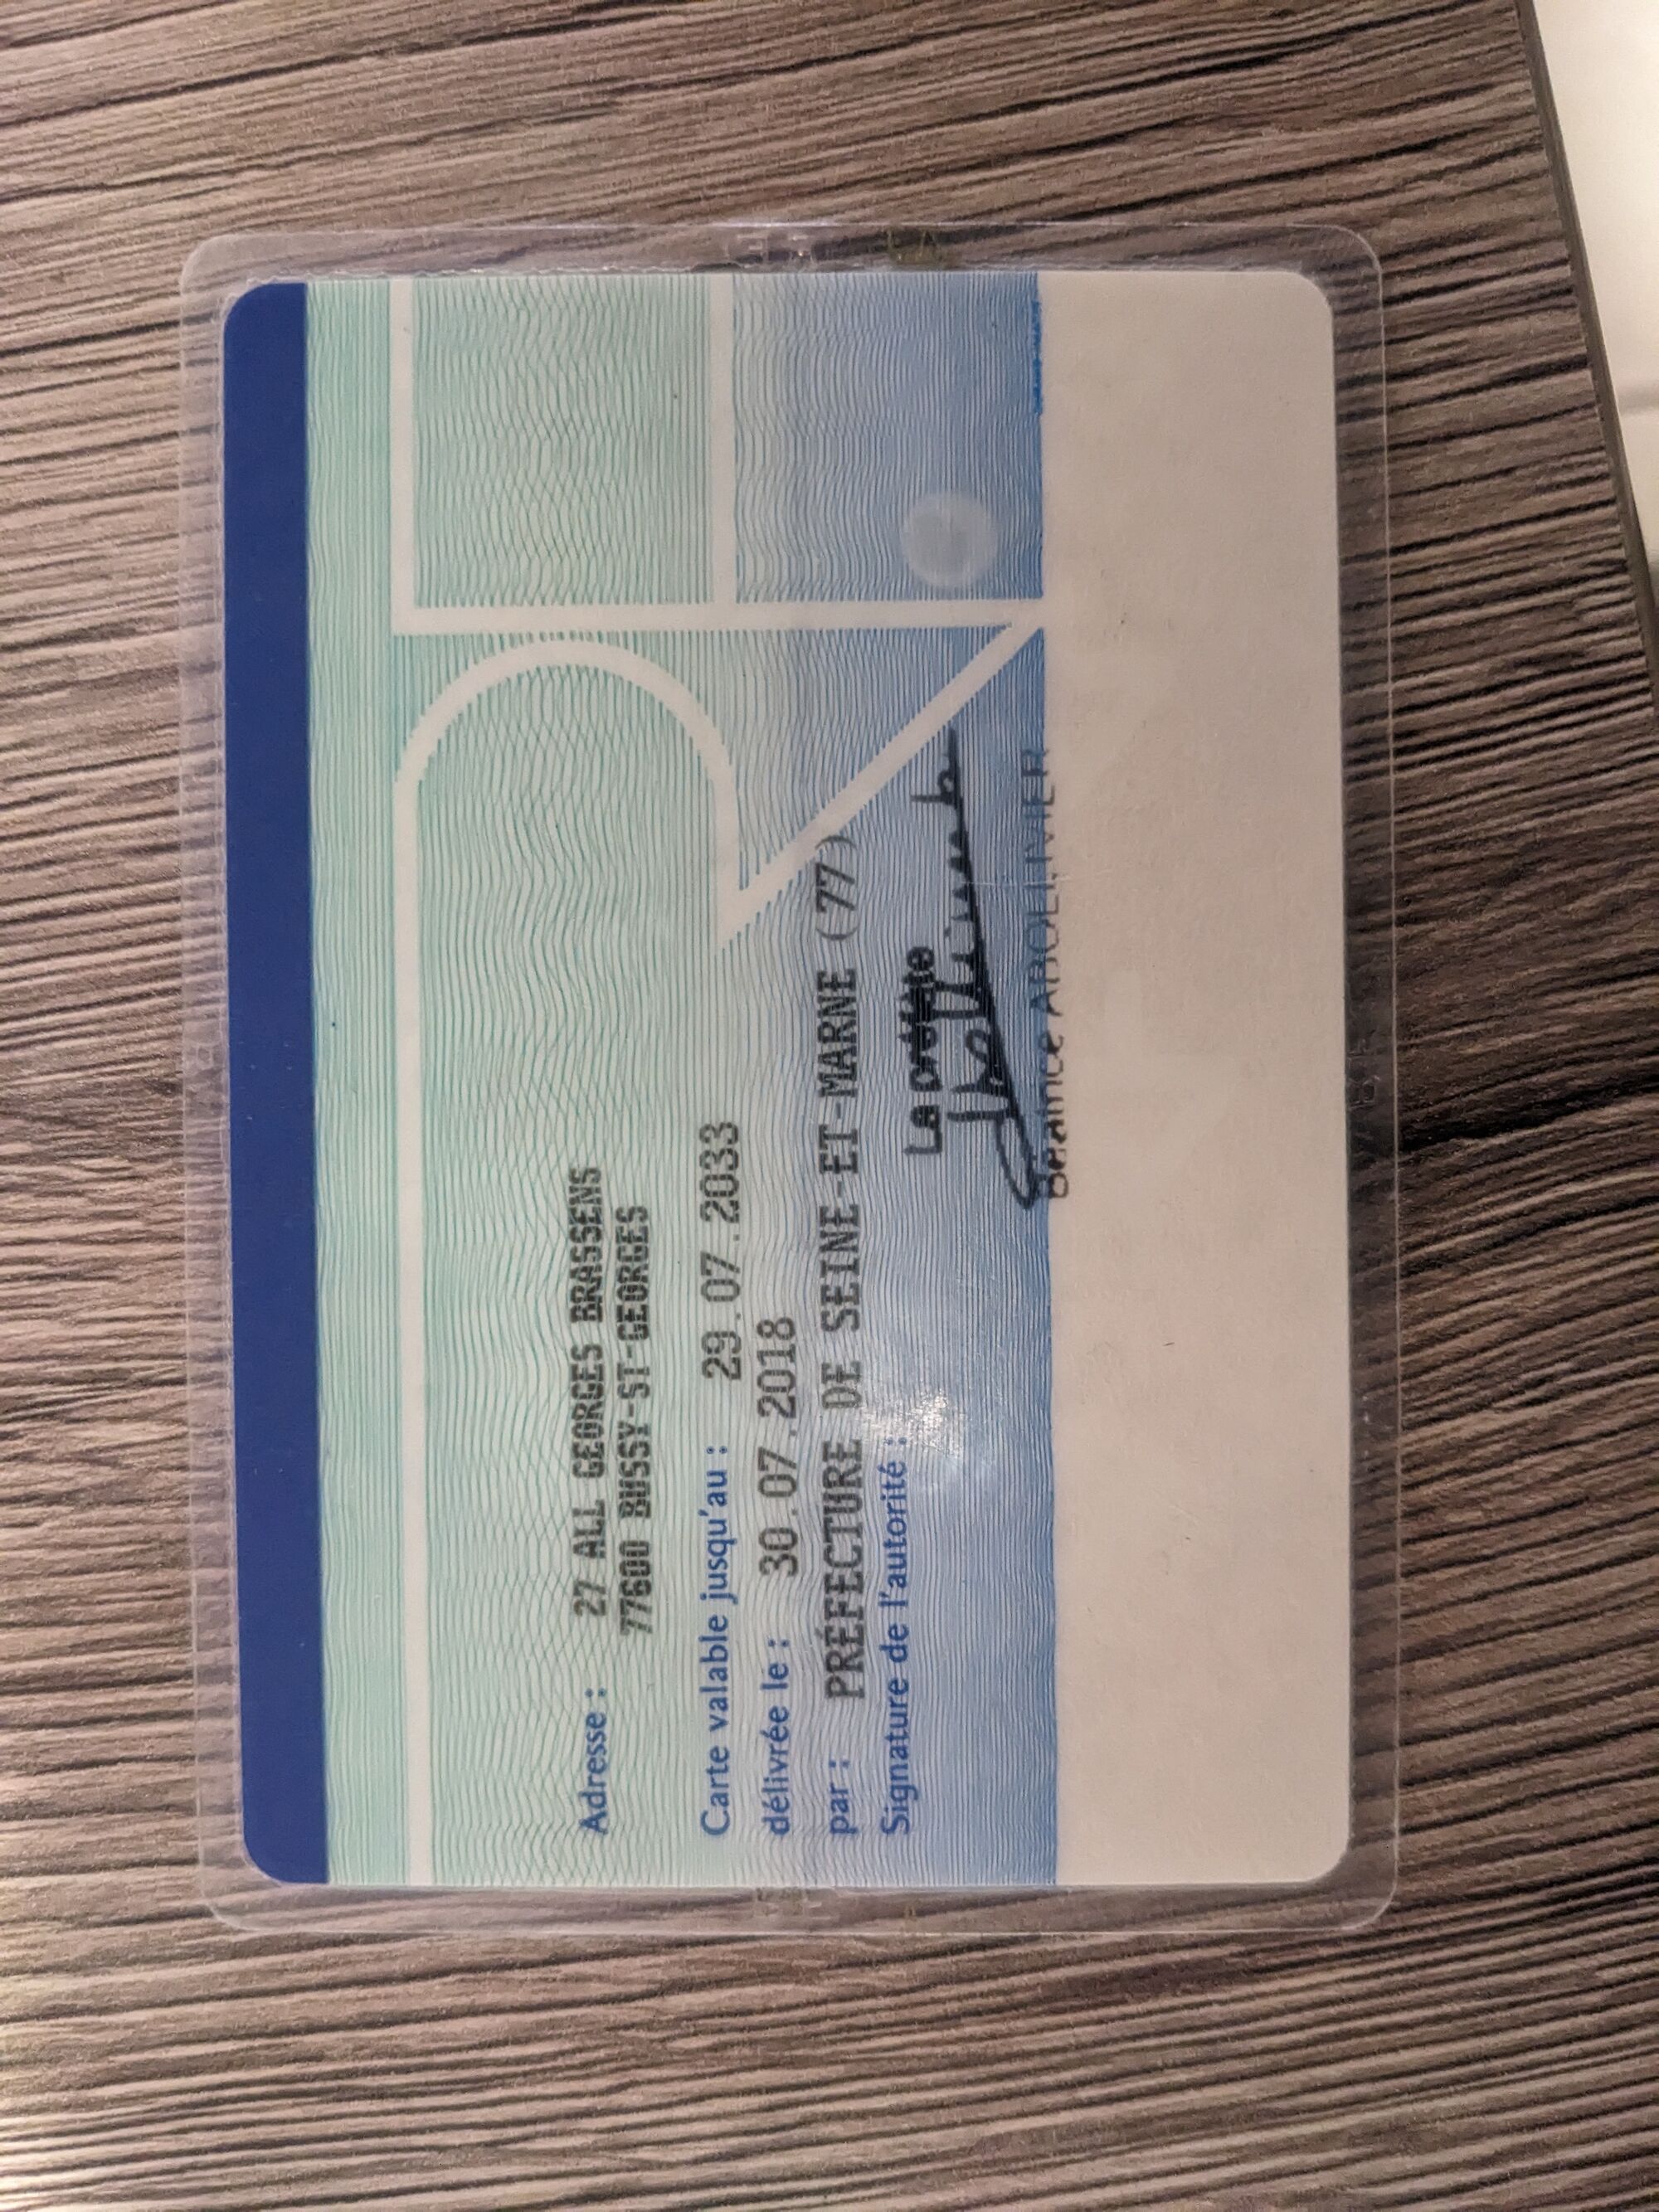 Adresse : 27 ALL GEORGES BRASSENS
77600 BUSSY-ST-GEORGES
Carte valable jusqu'au : 29.07.2033
délivrée le : 30.07.2018
par : PRÉFECTURE DE SEINE-ET-MARNE (77)
Signature de l'autorité :
La préfète
Béatrice ABOLLIVIER